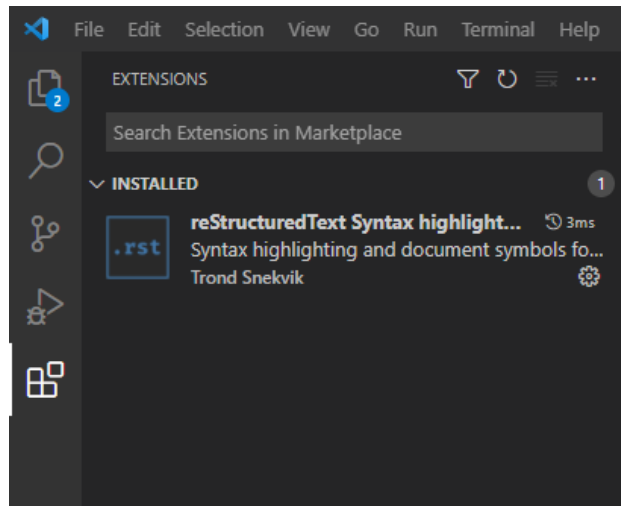 File Edit Selection View Go Run Terminal Help
EXTENSIONS
2
Search Extensions in Marketplace
INSTALLED 1
.rst
reStructuredText Syntax highlight... 3ms
Syntax highlighting and document symbols fo...
Trond Snekvik